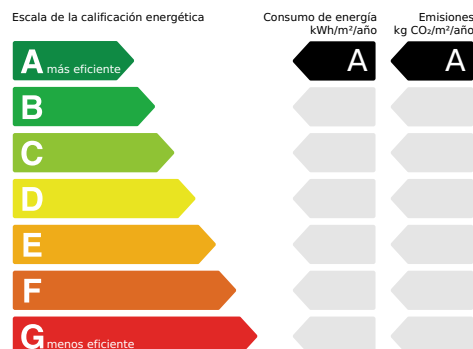 Escala de la calificación energética
Consumo de energía
kWh/m²/año
Emisiones
kg CO₂/m²/año
A más eficiente
A
A
B
C
D
E
F
G menos eficiente